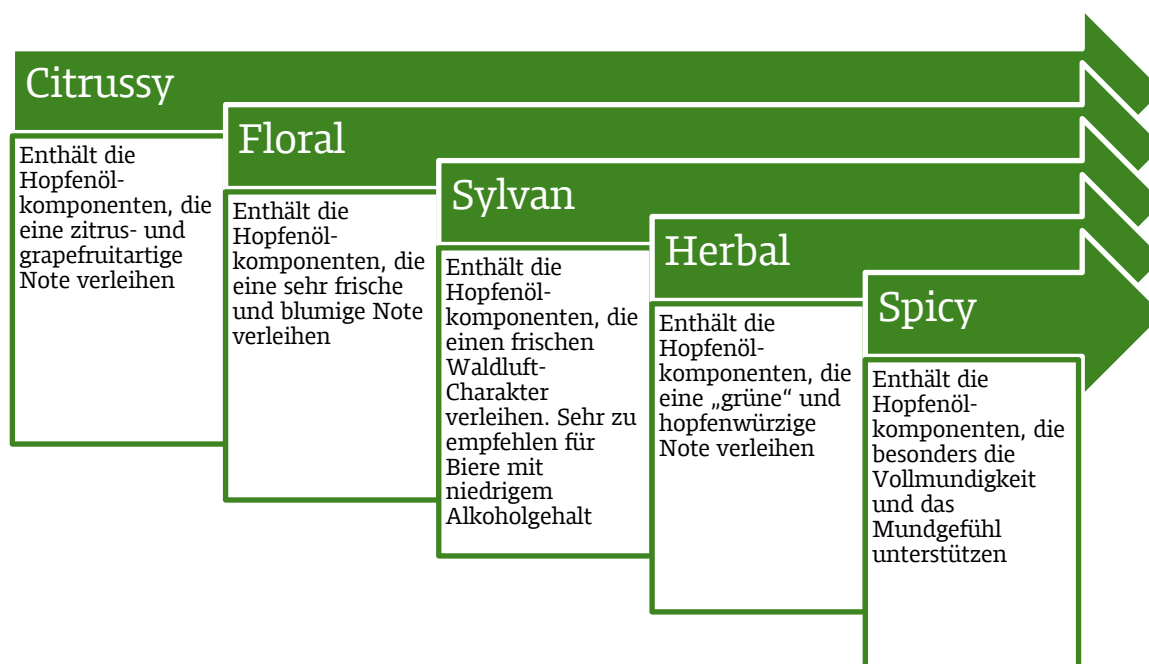 Citrussy
Enthält die
Hopfenöl-
komponenten, die
eine zitrus- und
grapefruitartige
Note verleihen
Floral
Enthält die
Hopfenöl-
komponenten, die
eine sehr frische
und blumige Note
verleihen
Sylvan
Enthält die
Hopfenöl-
komponenten, die
einen frischen
Waldluft-
Charakter
verleihen. Sehr zu
empfehlen für
Biere mit
niedrigem
Alkoholgehalt
Herbal
Enthält die
Hopfenöl-
komponenten, die
eine „grüne“ und
hopfenwürzige
Note verleihen
Spicy
Enthält die
Hopfenöl-
komponenten, die
besonders die
Vollmundigkeit
und das
Mundgefühl
unterstützen